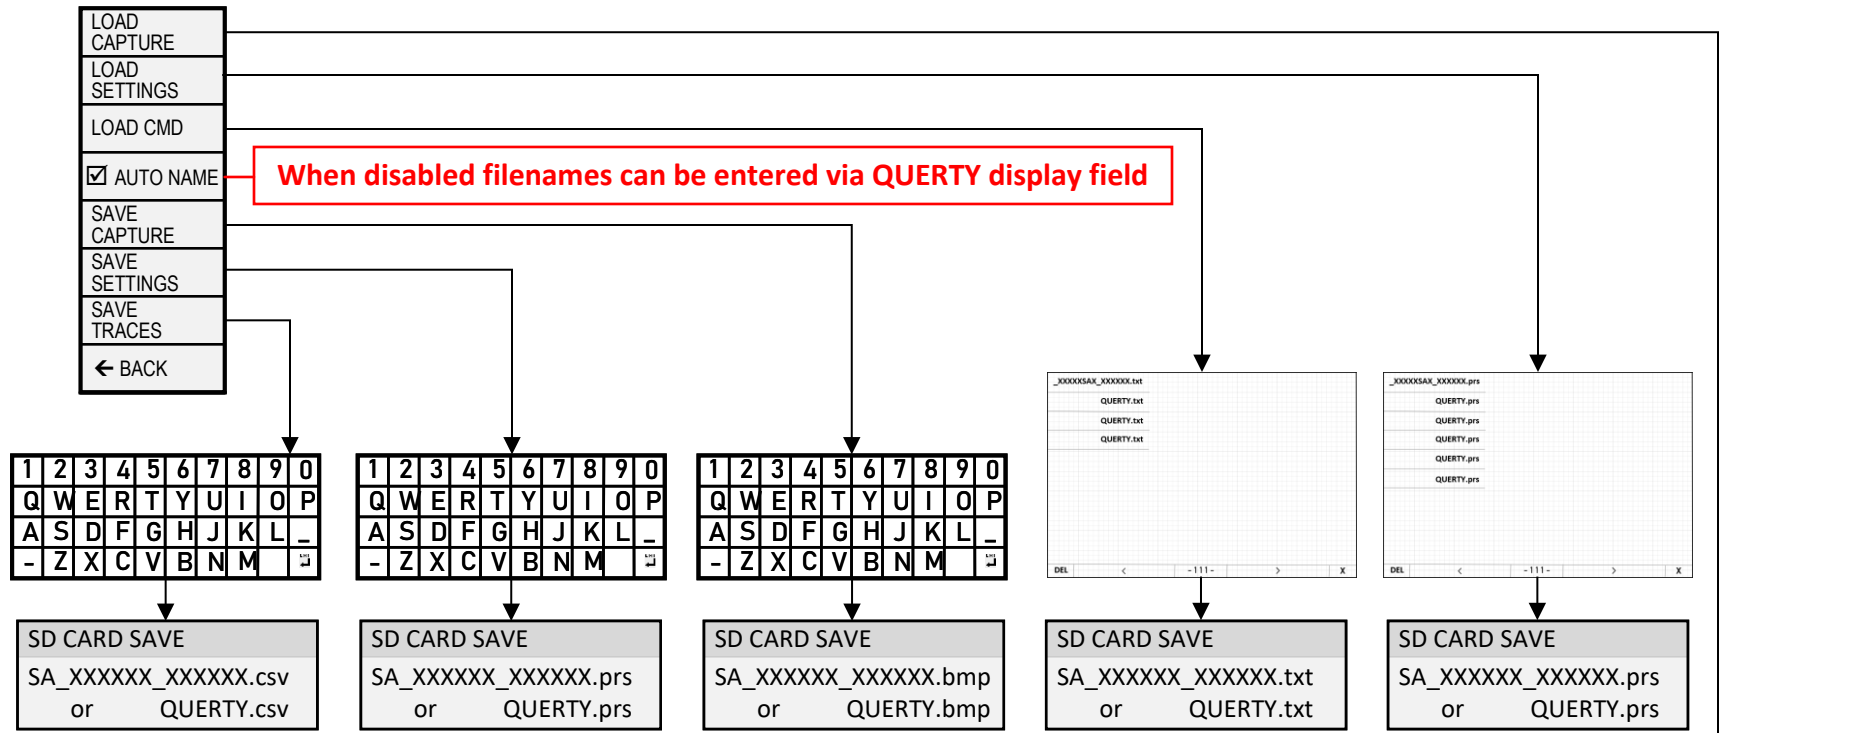 LOAD
CAPTURE
LOAD
SETTINGS
LOAD CMD
AUTO NAME
When disabled filenames can be entered via QUERTY display field
SAVE
CAPTURE
SAVE
SETTINGS
SAVE
TRACES
← BACK
1 2 3 4 5 6 7 8 9 0
Q W E R T Y U I O P
A S D F G H J K L _
- Z X C V B N M ↵
1 2 3 4 5 6 7 8 9 0
Q W E R T Y U I O P
A S D F G H J K L _
- Z X C V B N M ↵
1 2 3 4 5 6 7 8 9 0
Q W E R T Y U I O P
A S D F G H J K L _
- Z X C V B N M ↵
_XXXXXSAX_XXXXXX.txt
QUERTY.txt
QUERTY.txt
QUERTY.txt
DEL < -111- > X
_XXXXXSAX_XXXXXX.prs
QUERTY.prs
QUERTY.prs
QUERTY.prs
QUERTY.prs
QUERTY.prs
DEL < -111- > X
SD CARD SAVE
SA_XXXXXX_XXXXXX.csv
or QUERTY.csv
SD CARD SAVE
SA_XXXXXX_XXXXXX.prs
or QUERTY.prs
SD CARD SAVE
SA_XXXXXX_XXXXXX.bmp
or QUERTY.bmp
SD CARD SAVE
SA_XXXXXX_XXXXXX.txt
or QUERTY.txt
SD CARD SAVE
SA_XXXXXX_XXXXXX.prs
or QUERTY.prs